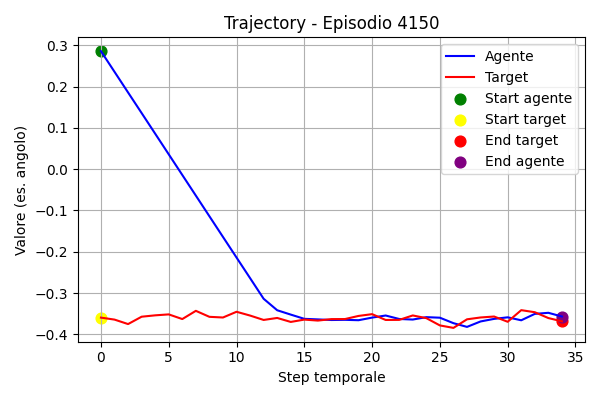 Trajectory - Episodio 4150
Valore (es. angolo)
0.3
0.2
0.1
0.0
−0.1
−0.2
−0.3
−0.4
Agente
Target
Start agente
Start target
End target
End agente
0 5 10 15 20 25 30 35
Step temporale